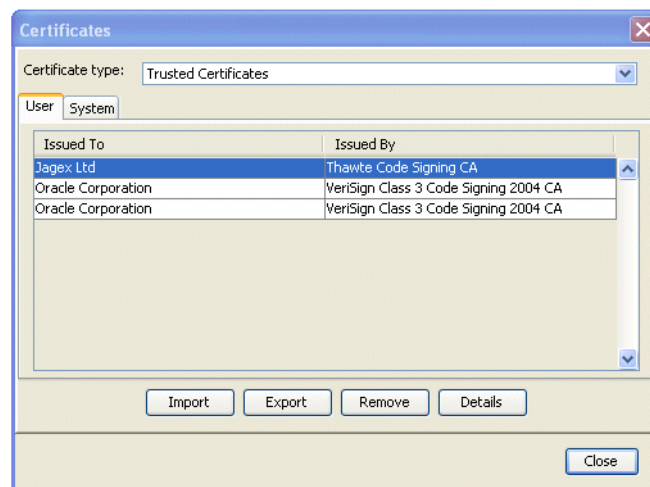 Certificates
Certificate type: Trusted Certificates
User System
Issued To Issued By
Jagex Ltd Thawte Code Signing CA
Oracle Corporation VeriSign Class 3 Code Signing 2004 CA
Oracle Corporation VeriSign Class 3 Code Signing 2004 CA
Import Export Remove Details
Close